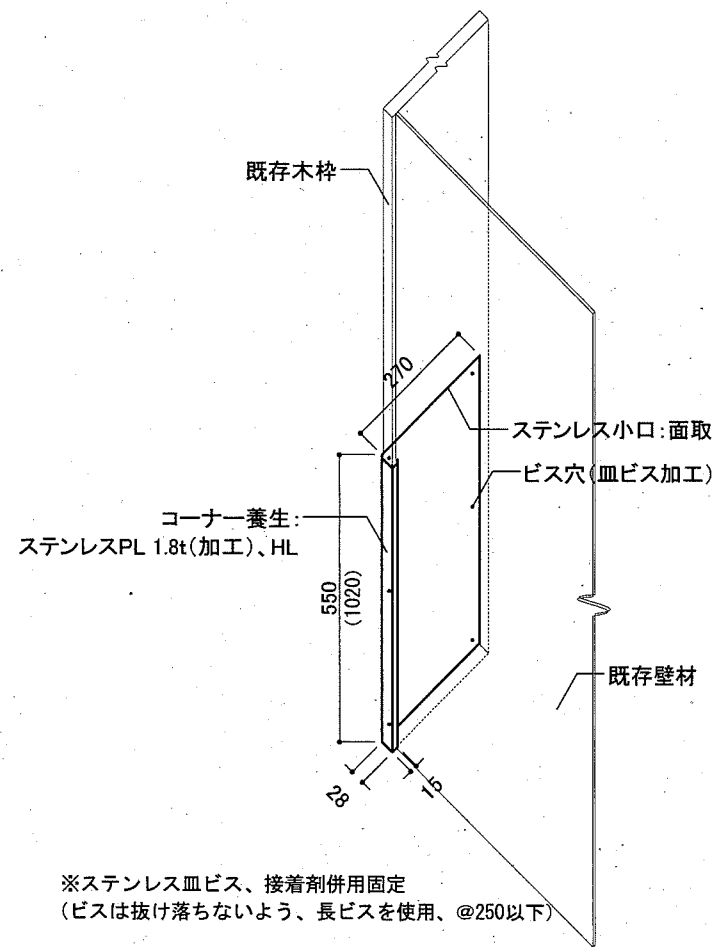 既存木枠
270
ステンレス小口:面取
ビス穴(皿ビス加工)
コーナー養生:
ステンレスPL 1.8t(加工)、HL
550
(1020)
既存壁材
28
15
※ステンレス皿ビス、接着剤併用固定
(ビスは抜け落ちないよう、長ビスを使用、@250以下)